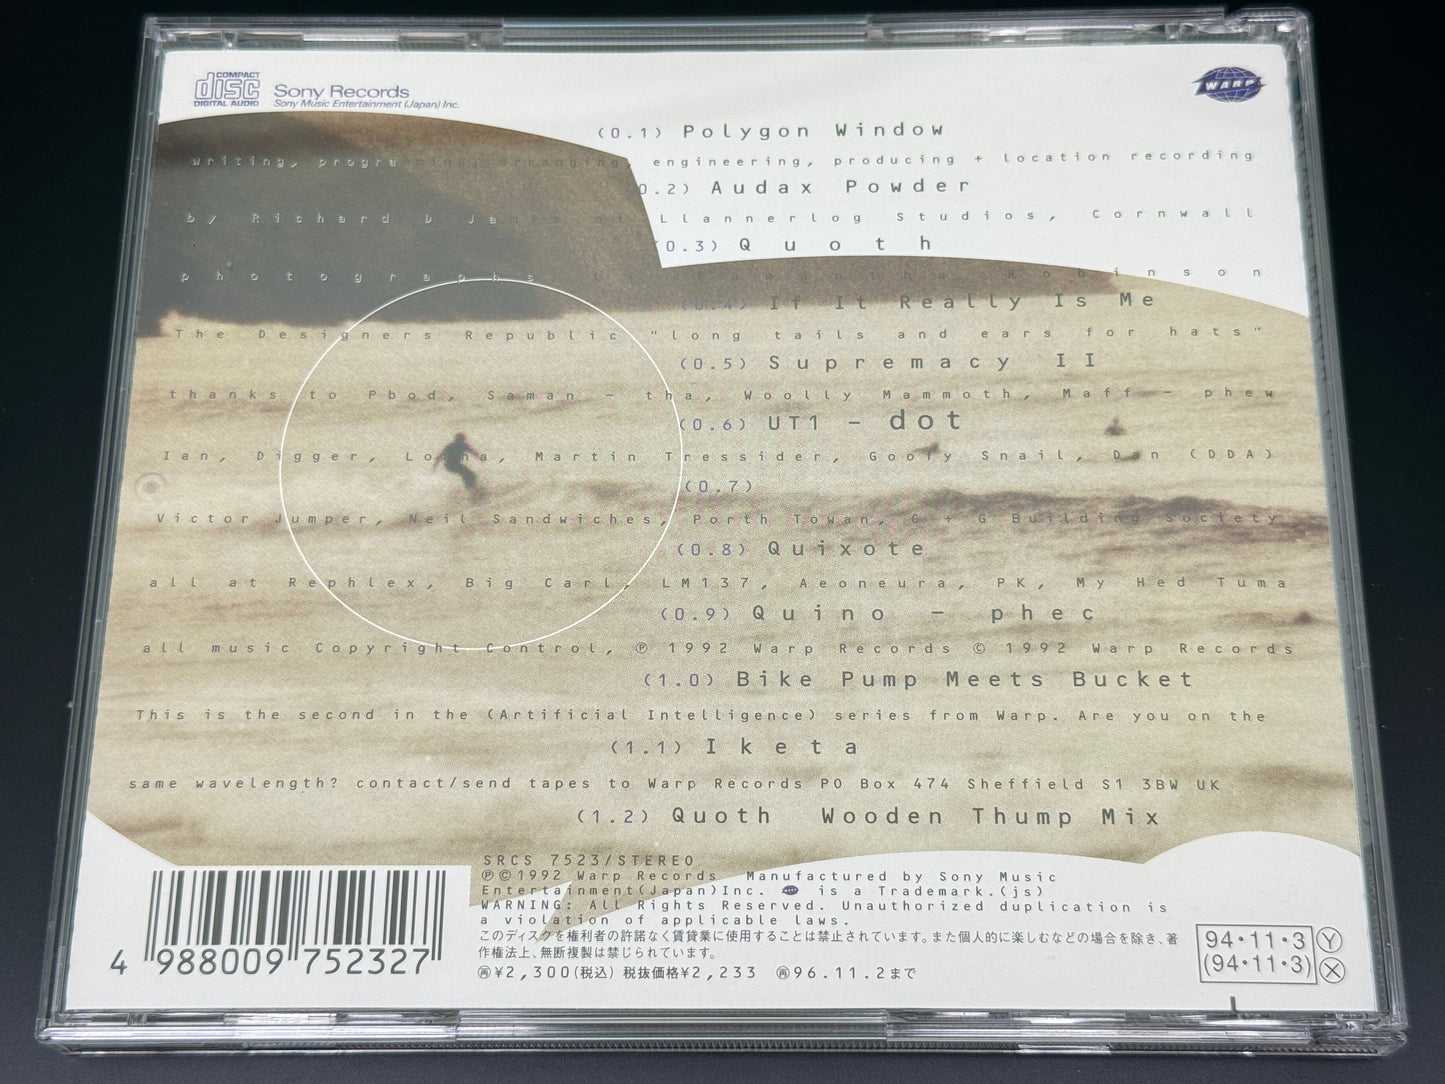 COMPACT
disc
DIGITAL AUDIO
Sony Records
Sony Music Entertainment (Japan) Inc.
WARP
(0.1) Polygon Window
writing, programming, arranging, engineering, producing + location recording
(0.2) Audax Powder
by Richard D James at Llannerlog Studios, Cornwall
(0.3) Quoth
photographs by Samantha Robinson
(0.4) If It Really Is Me
The Designers Republic "long tails and ears for hats"
(0.5) Supremacy II
thanks to Pbod, Saman - tha, Woolly Mammoth, Maff - phew
(0.6) UT1 - dot
Ian, Digger, Lorna, Martin Tressider, Goofy Snail, Dan (DDA)
(0.7)
Victor Jumper, Neil Sandwiches, Porth Towan, G + G Building Society
(0.8) Quixote
all at Rephlex, Big Carl, LM137, Aeoneura, PK, My Hed Tuma
(0.9) Quino - phec
all music Copyright Control, ℗ 1992 Warp Records © 1992 Warp Records
(1.0) Bike Pump Meets Bucket
This is the second in the (Artificial Intelligence) series from Warp. Are you on the
(1.1) Iketa
same wavelength? contact/send tapes to Warp Records PO Box 474 Sheffield S1 3BW UK
(1.2) Quoth Wooden Thump Mix
SRCS 7523/STEREO
℗©1992 Warp Records Manufactured by Sony Music
Entertainment(Japan)Inc. is a Trademark.(js)
WARNING: All Rights Reserved. Unauthorized duplication is
a violation of applicable laws.
このディスクを権利者の許諾なく賃貸業に使用することは禁止されています。また個人的に楽しむなどの場合を除き、著
作権法上、無断複製は禁じられています。
㋱¥2,300(税込) 税抜価格¥2,233 ㋱96.11.2まで
4 988009 752327
94・11・3 Y
(94・11・3) X